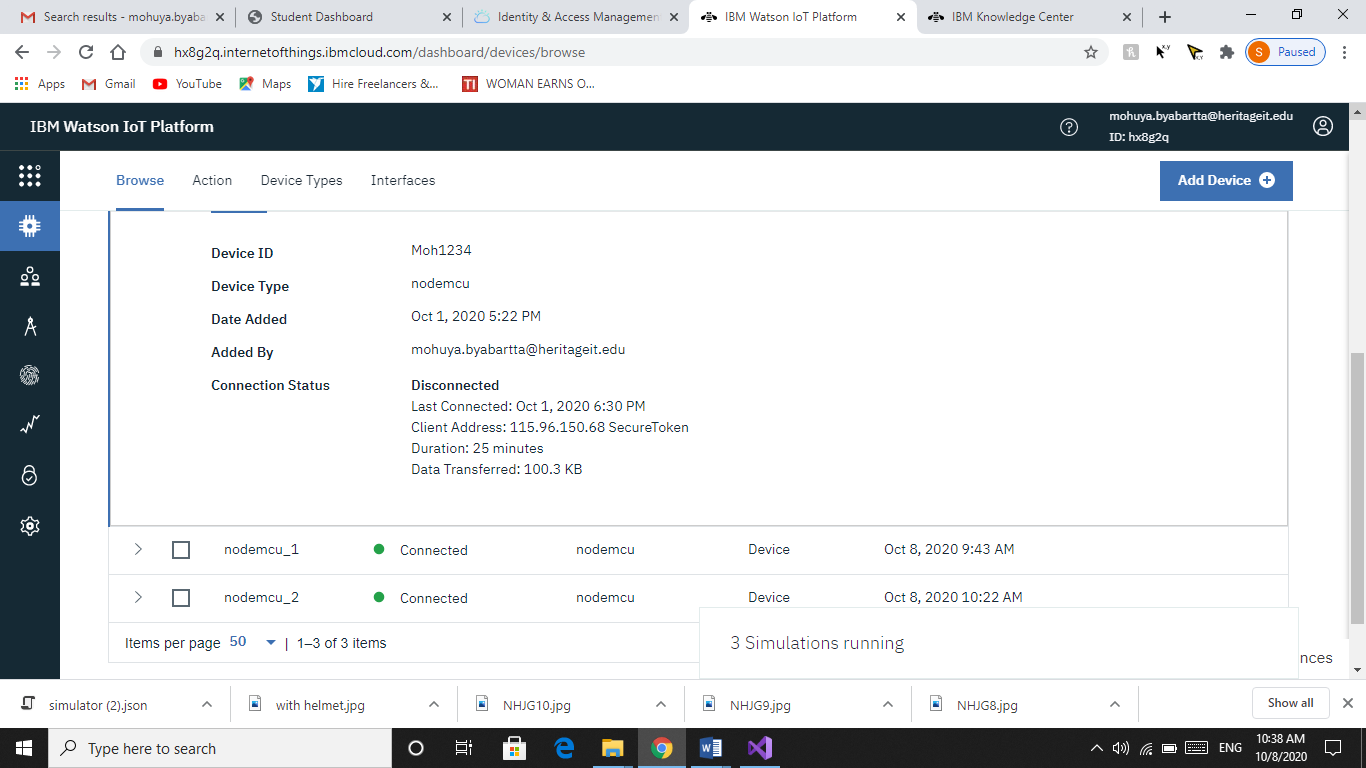 Search results - mohuya.byaba
Student Dashboard
Identity & Access Management
IBM Watson IoT Platform
IBM Knowledge Center
hx8g2q.internetofthings.ibmcloud.com/dashboard/devices/browse
S Paused
Apps
Gmail
YouTube
Maps
Hire Freelancers &...
TI
WOMAN EARNS O...
IBM Watson IoT Platform
mohuya.byabartta@heritageit.edu
ID: hx8g2q
Browse
Action
Device Types
Interfaces
Add Device
Device ID Moh1234
Device Type nodemcu
Date Added Oct 1, 2020 5:22 PM
Added By mohuya.byabartta@heritageit.edu
Connection Status Disconnected
Last Connected: Oct 1, 2020 6:30 PM
Client Address: 115.96.150.68 SecureToken
Duration: 25 minutes
Data Transferred: 100.3 KB
nodemcu_1 Connected nodemcu Device Oct 8, 2020 9:43 AM
nodemcu_2 Connected nodemcu Device Oct 8, 2020 10:22 AM
Items per page 50 | 1–3 of 3 items
3 Simulations running
nces
simulator (2).json
with helmet.jpg
NHJG10.jpg
NHJG9.jpg
NHJG8.jpg
Show all
Type here to search
ENG
10:38 AM
10/8/2020